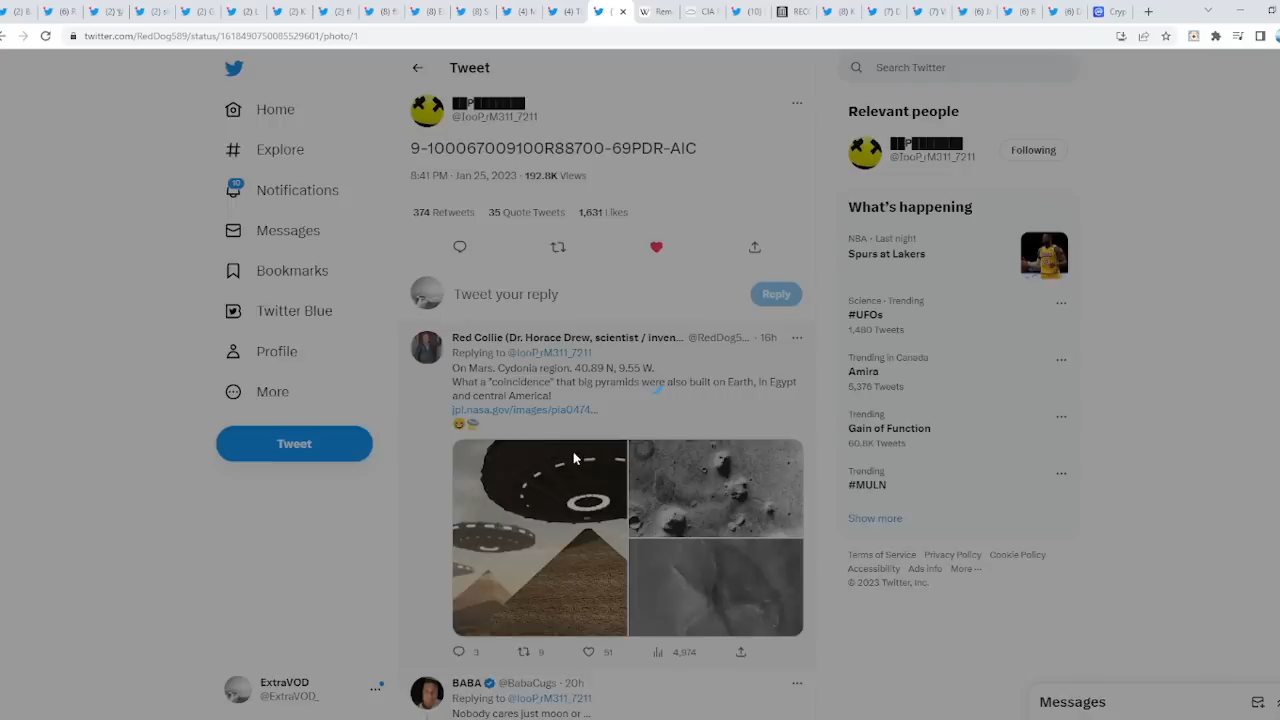 twitter.com/RedDog589/status/1618490750085529601/photo/1
Home
Explore
10
Notifications
Messages
Bookmarks
Twitter Blue
Profile
More
Tweet
ExtraVOD
@ExtraVOD_
Tweet
██P███████
@IooP_rM311_7211
9-100067009100R88700-69PDR-AIC
8:41 PM · Jan 25, 2023 · 192.8K Views
374 Retweets 35 Quote Tweets 1,631 Likes
Tweet your reply
Reply
Red Collie (Dr. Horace Drew, scientist / inven... @RedDog5... · 16h
Replying to @IooP_rM311_7211
On Mars. Cydonia region. 40.89 N, 9.55 W.
What a "coincidence" that big pyramids were also built on Earth, in Egypt
and central America!
jpl.nasa.gov/images/pia0474...
3 9 51 4,974
BABA @BabaCugs · 20h
Replying to @IooP_rM311_7211
Nobody cares just moon or ...
Search Twitter
Relevant people
██P███████
@IooP_rM311_7211
Following
What's happening
NBA · Last night
Spurs at Lakers
Science · Trending
#UFOs
1,480 Tweets
Trending in Canada
Amira
5,376 Tweets
Trending
Gain of Function
60.8K Tweets
Trending
#MULN
Show more
Terms of Service Privacy Policy Cookie Policy
Accessibility Ads info More ···
© 2023 Twitter, Inc.
Messages